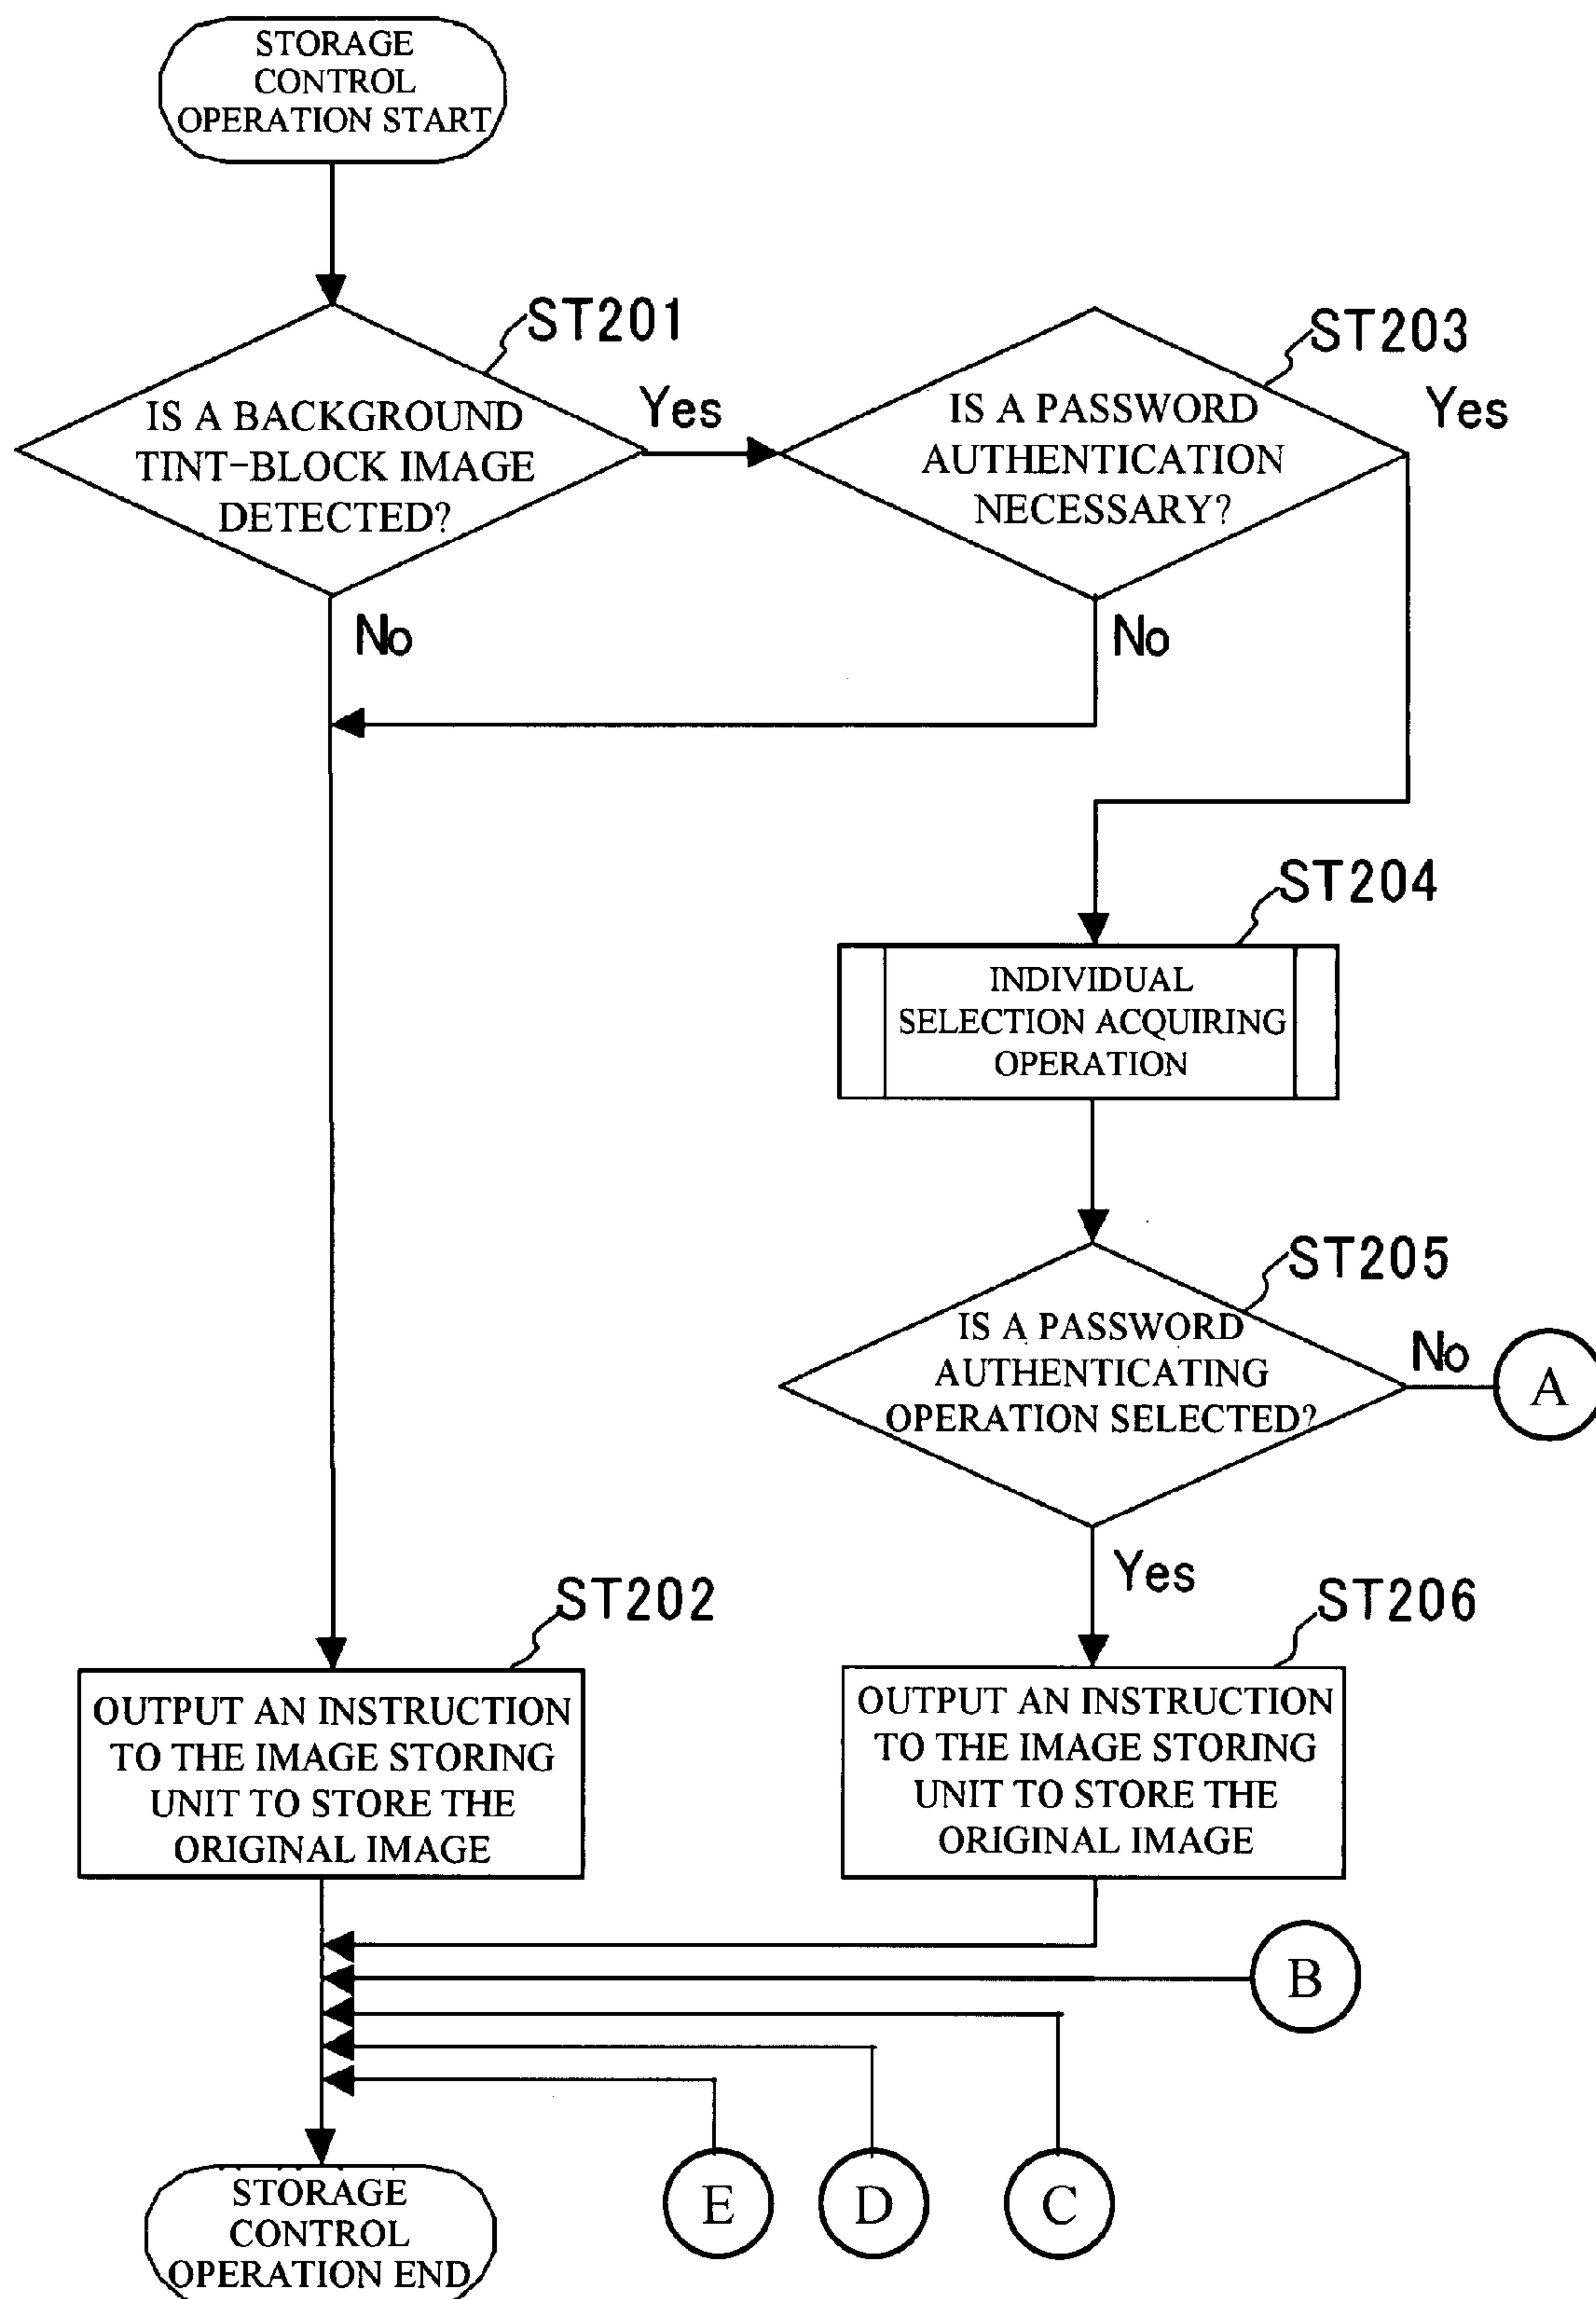 STORAGE
CONTROL
OPERATION START
ST201
IS A BACKGROUND
TINT-BLOCK IMAGE
DETECTED?
Yes
No
ST203
IS A PASSWORD
AUTHENTICATION
NECESSARY?
Yes
No
ST204
INDIVIDUAL
SELECTION ACQUIRING
OPERATION
ST205
IS A PASSWORD
AUTHENTICATING
OPERATION SELECTED?
No
A
Yes
ST202
OUTPUT AN INSTRUCTION
TO THE IMAGE STORING
UNIT TO STORE THE
ORIGINAL IMAGE
ST206
OUTPUT AN INSTRUCTION
TO THE IMAGE STORING
UNIT TO STORE THE
ORIGINAL IMAGE
B
E
D
C
STORAGE
CONTROL
OPERATION END